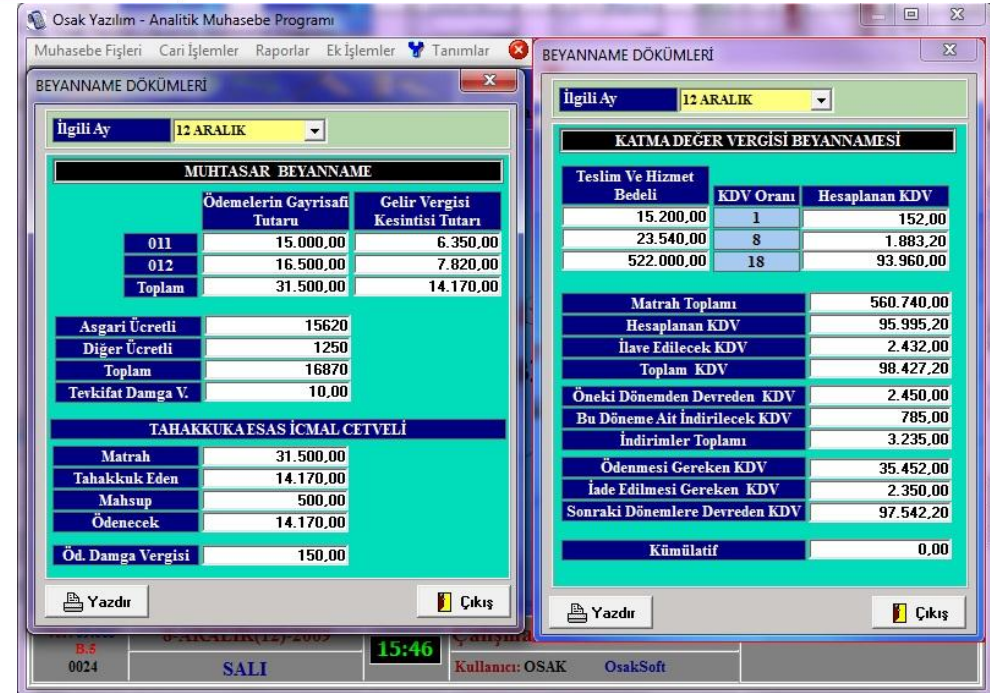 Osak Yazılım - Analitik Muhasebe Programı
Muhasebe Fişleri Cari İşlemler Raporlar Ek İşlemler Tanımlar
BEYANNAME DÖKÜMLERİ
İlgili Ay 12 ARALIK
MUHTASAR BEYANNAME
Ödemelerin Gayrisafi Tutaru Gelir Vergisi Kesintisi Tutarı
011 15.000,00 6.350,00
012 16.500,00 7.820,00
Toplam 31.500,00 14.170,00
Asgari Ücretli 15620
Diğer Ücretli 1250
Toplam 16870
Tevkifat Damga V. 10,00
TAHAKKUKA ESAS İCMAL CETVELİ
Matrah 31.500,00
Tahakkuk Eden 14.170,00
Mahsup 500,00
Ödenecek 14.170,00
Öd. Damga Vergisi 150,00
Yazdır Çıkış
BEYANNAME DÖKÜMLERİ
İlgili Ay 12 ARALIK
KATMA DEĞER VERGİSİ BEYANNAMESİ
Teslim Ve Hizmet Bedeli KDV Oranı Hesaplanan KDV
15.200,00 1 152,00
23.540,00 8 1.883,20
522.000,00 18 93.960,00
Matrah Toplamı 560.740,00
Hesaplanan KDV 95.995,20
İlave Edilecek KDV 2.432,00
Toplam KDV 98.427,20
Öneki Dönemden Devreden KDV 2.450,00
Bu Döneme Ait İndirilecek KDV 785,00
İndirimler Toplamı 3.235,00
Ödenmesi Gereken KDV 35.452,00
İade Edilmesi Gereken KDV 2.350,00
Sonraki Dönemlere Devreden KDV 97.542,20
Kümülatif 0,00
Yazdır Çıkış
B.5
0024 SALI 15:46 Kullanıcı: OSAK OsakSoft